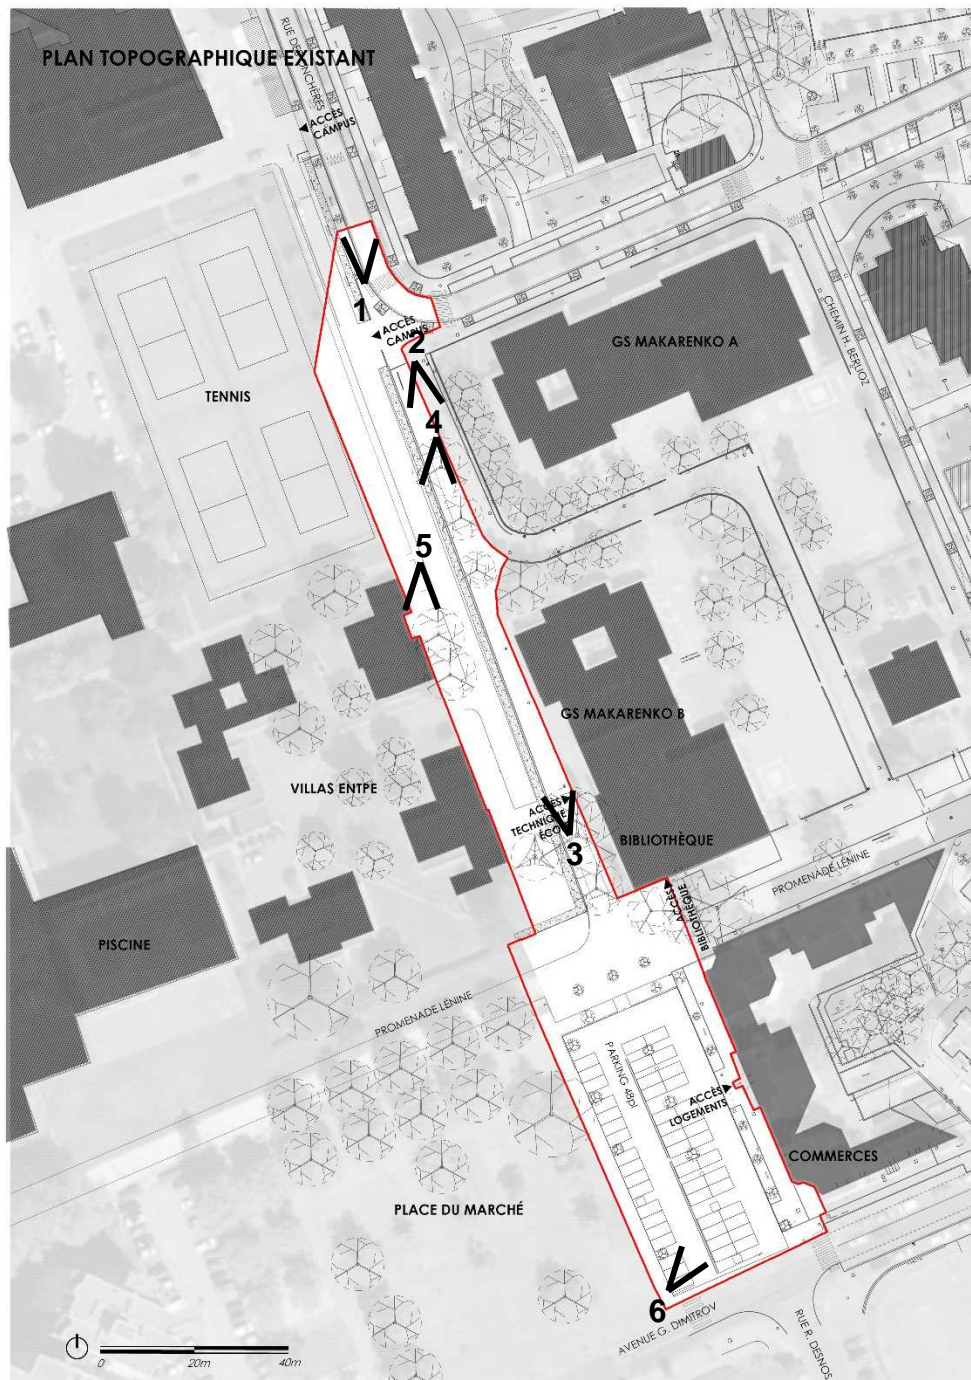 PLAN TOPOGRAPHIQUE EXISTANT
RUE DES JONCHÈRES
ACCÈS
CAMPUS
1
ACCÈS
CAMPUS
2
GS MAKARENKO A
CHEMIN H. BERLIOZ
TENNIS
4
5
GS MAKARENKO B
VILLAS ENTPE
ACCÈS
TECHNIQUE
ÉCO
3
BIBLIOTHÈQUE
PROMENADE LÉNINE
ACCÈS
BIBLIOTHÈQUE
PISCINE
PROMENADE LÉNINE
PARKING 48pl
ACCÈS
LOGEMENTS
COMMERCES
PLACE DU MARCHÉ
6
AVENUE G. DIMITROV
RUE R. DESNOS
0
20m
40m